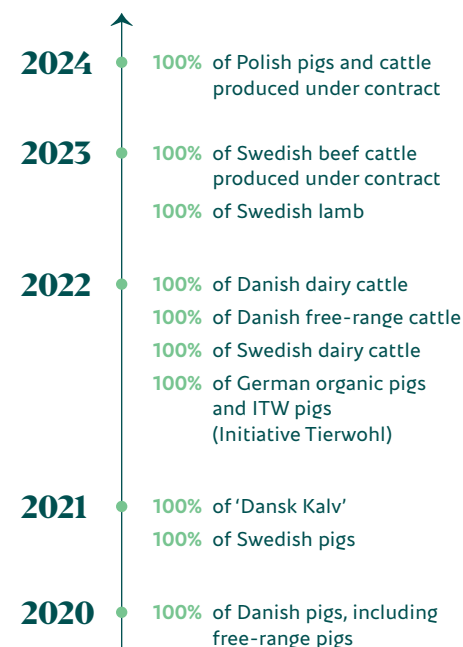 2024 100% of Polish pigs and cattle
produced under contract
2023 100% of Swedish beef cattle
produced under contract
100% of Swedish lamb
2022 100% of Danish dairy cattle
100% of Danish free-range cattle
100% of Swedish dairy cattle
100% of German organic pigs
and ITW pigs
(Initiative Tierwohl)
2021 100% of ‘Dansk Kalv’
100% of Swedish pigs
2020 100% of Danish pigs, including
free-range pigs